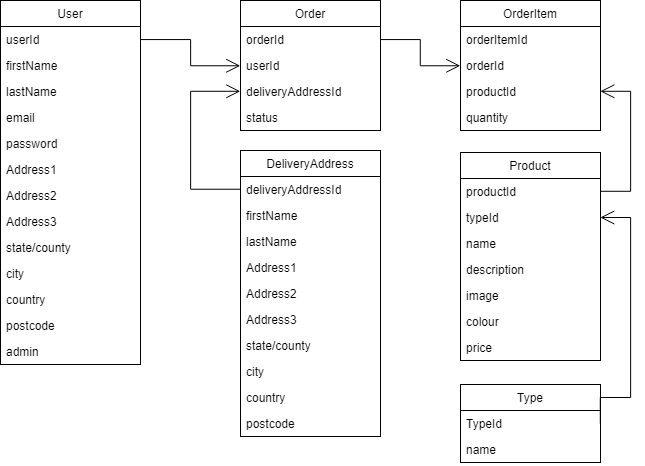 User
userId
firstName
lastName
email
password
Address1
Address2
Address3
state/county
city
country
postcode
admin
Order
orderId
userId
deliveryAddressId
status
DeliveryAddress
deliveryAddressId
firstName
lastName
Address1
Address2
Address3
state/county
city
country
postcode
OrderItem
orderItemId
orderId
productId
quantity
Product
productId
typeId
name
description
image
colour
price
Type
TypeId
name